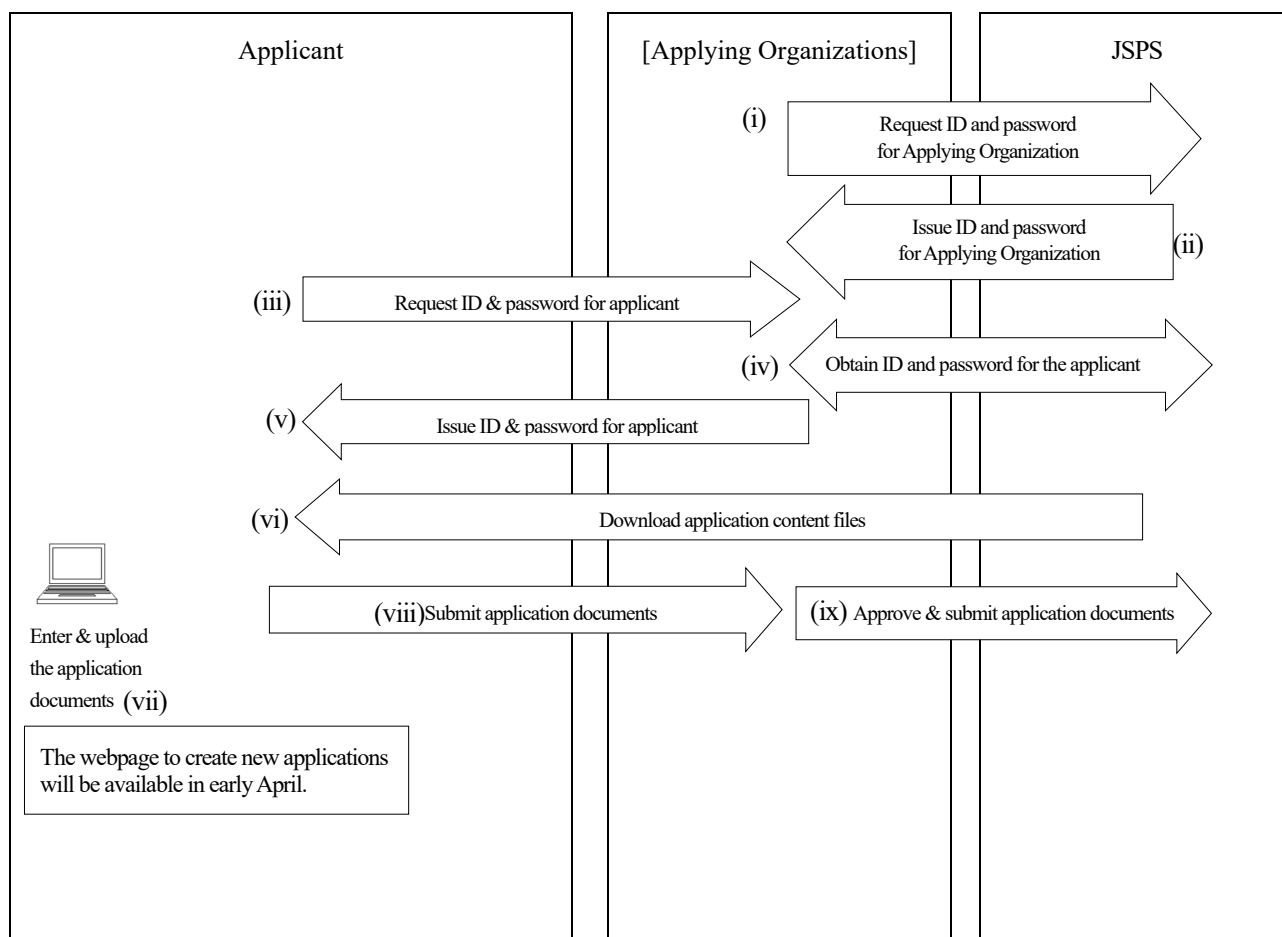 Applicant
[Applying Organizations]
JSPS
(i)
Request ID and password
for Applying Organization
Issue ID and password
for Applying Organization
(ii)
(iii)
Request ID & password for applicant
(iv)
Obtain ID and password for the applicant
(v)
Issue ID & password for applicant
(vi)
Download application content files
(viii) Submit application documents
(ix) Approve & submit application documents
Enter & upload
the application
documents (vii)
The webpage to create new applications
will be available in early April.